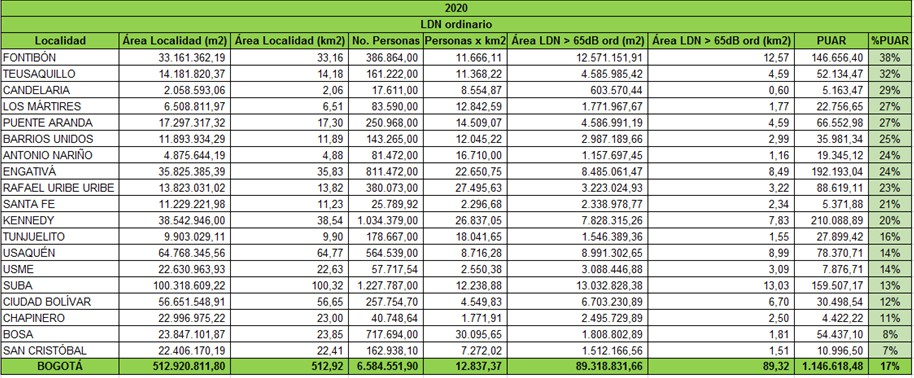 2020
LDN ordinario
Localidad Área Localidad (m2) Área Localidad (km2) No. Personas Personas x km2 Área LDN > 65dB ord (m2) Área LDN > 65dB ord (km2) PUAR %PUAR
FONTIBÓN 33.161.362,19 33,16 386.864,00 11.666,11 12.571.151,91 12,57 146.656,40 38%
TEUSAQUILLO 14.181.820,37 14,18 161.222,00 11.368,22 4.585.985,42 4,59 52.134,47 32%
CANDELARIA 2.058.593,06 2,06 17.611,00 8.554,87 603.570,44 0,60 5.163,47 29%
LOS MÁRTIRES 6.508.811,97 6,51 83.590,00 12.842,59 1.771.967,67 1,77 22.756,65 27%
PUENTE ARANDA 17.297.317,32 17,30 250.968,00 14.509,07 4.586.991,19 4,59 66.552,98 27%
BARRIOS UNIDOS 11.893.934,29 11,89 143.265,00 12.045,22 2.987.189,66 2,99 35.981,34 25%
ANTONIO NARIÑO 4.875.644,19 4,88 81.472,00 16.710,00 1.157.697,45 1,16 19.345,12 24%
ENGATIVÁ 35.825.385,39 35,83 811.472,00 22.650,75 8.485.061,47 8,49 192.193,04 24%
RAFAEL URIBE URIBE 13.823.031,02 13,82 380.073,00 27.495,63 3.223.024,93 3,22 88.619,11 23%
SANTA FE 11.229.221,98 11,23 25.789,92 2.296,68 2.338.978,77 2,34 5.371,88 21%
KENNEDY 38.542.946,00 38,54 1.034.379,00 26.837,05 7.828.315,26 7,83 210.088,89 20%
TUNJUELITO 9.903.029,11 9,90 178.667,00 18.041,65 1.546.389,36 1,55 27.899,42 16%
USAQUÉN 64.768.345,56 64,77 564.539,00 8.716,28 8.991.302,65 8,99 78.370,71 14%
USME 22.630.963,93 22,63 57.717,54 2.550,38 3.088.446,88 3,09 7.876,71 14%
SUBA 100.318.609,22 100,32 1.227.787,00 12.238,88 13.032.828,38 13,03 159.507,17 13%
CIUDAD BOLÍVAR 56.651.548,91 56,65 257.754,70 4.549,83 6.703.230,89 6,70 30.498,54 12%
CHAPINERO 22.996.975,22 23,00 40.748,64 1.771,91 2.495.729,89 2,50 4.422,22 11%
BOSA 23.847.101,87 23,85 717.694,00 30.095,65 1.808.802,89 1,81 54.437,10 8%
SAN CRISTÓBAL 22.406.170,19 22,41 162.938,10 7.272,02 1.512.166,56 1,51 10.996,50 7%
BOGOTÁ 512.920.811,80 512,92 6.584.551,90 12.837,37 89.318.831,66 89,32 1.146.618,48 17%